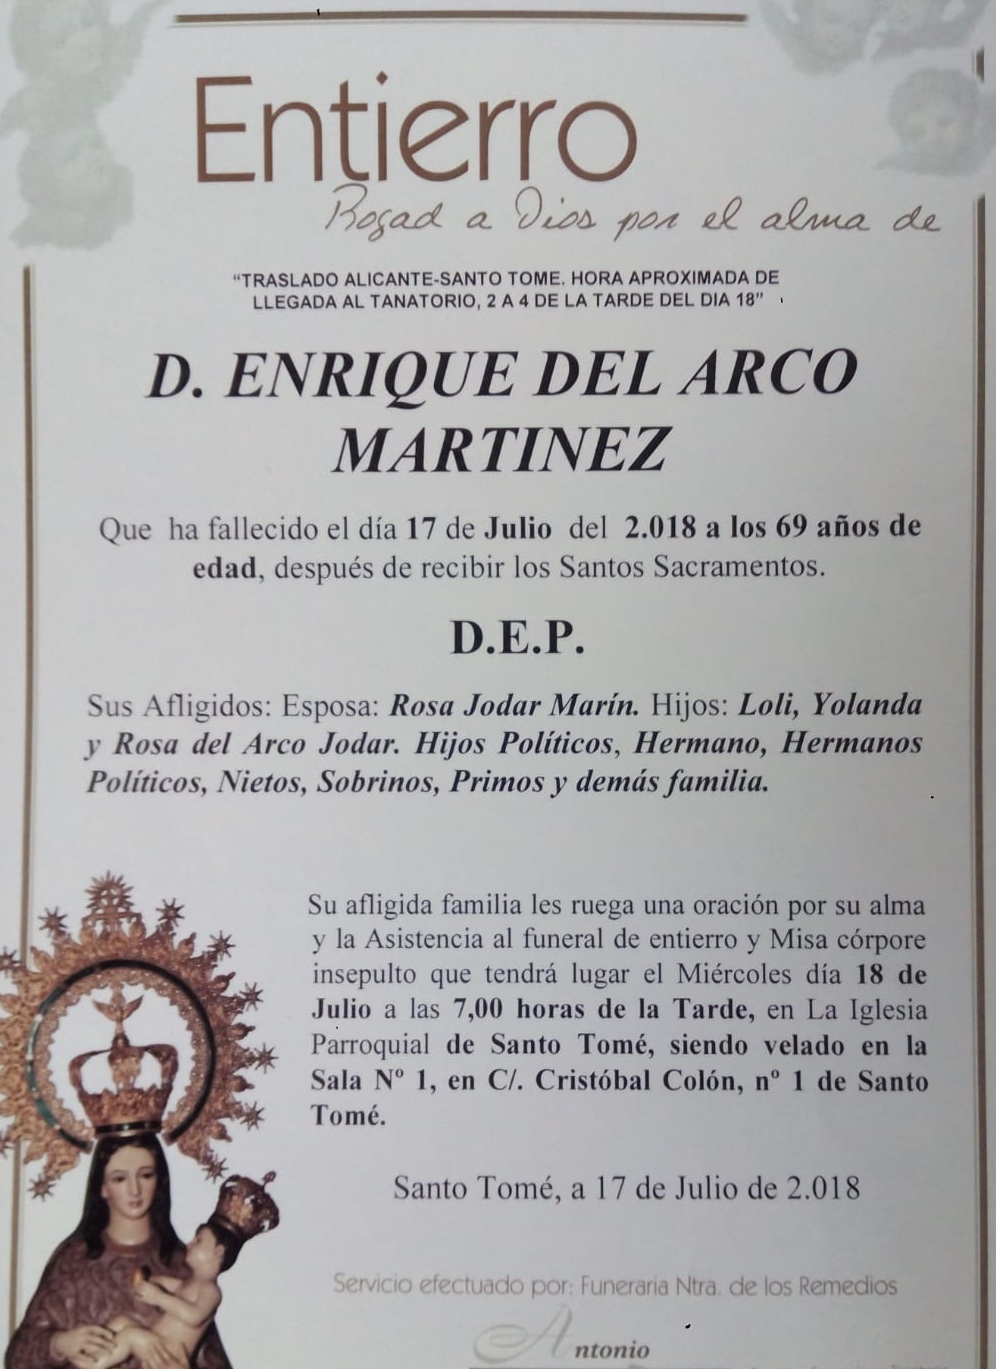 Entierro
Rogad a Dios por el alma de
“TRASLADO ALICANTE-SANTO TOME. HORA APROXIMADA DE
LLEGADA AL TANATORIO, 2 A 4 DE LA TARDE DEL DIA 18”
D. ENRIQUE DEL ARCO
MARTINEZ
Que ha fallecido el día 17 de Julio del 2.018 a los 69 años de
edad, después de recibir los Santos Sacramentos.
D.E.P.
Sus Afligidos: Esposa: Rosa Jodar Marín. Hijos: Loli, Yolanda
y Rosa del Arco Jodar. Hijos Políticos, Hermano, Hermanos
Políticos, Nietos, Sobrinos, Primos y demás familia.
Su afligida familia les ruega una oración por su alma
y la Asistencia al funeral de entierro y Misa córpore
insepulto que tendrá lugar el Miércoles día 18 de
Julio a las 7,00 horas de la Tarde, en La Iglesia
Parroquial de Santo Tomé, siendo velado en la
Sala Nº 1, en C/. Cristóbal Colón, nº 1 de Santo
Tomé.
Santo Tomé, a 17 de Julio de 2.018
Servicio efectuado por: Funeraria Ntra. de los Remedios
Antonio